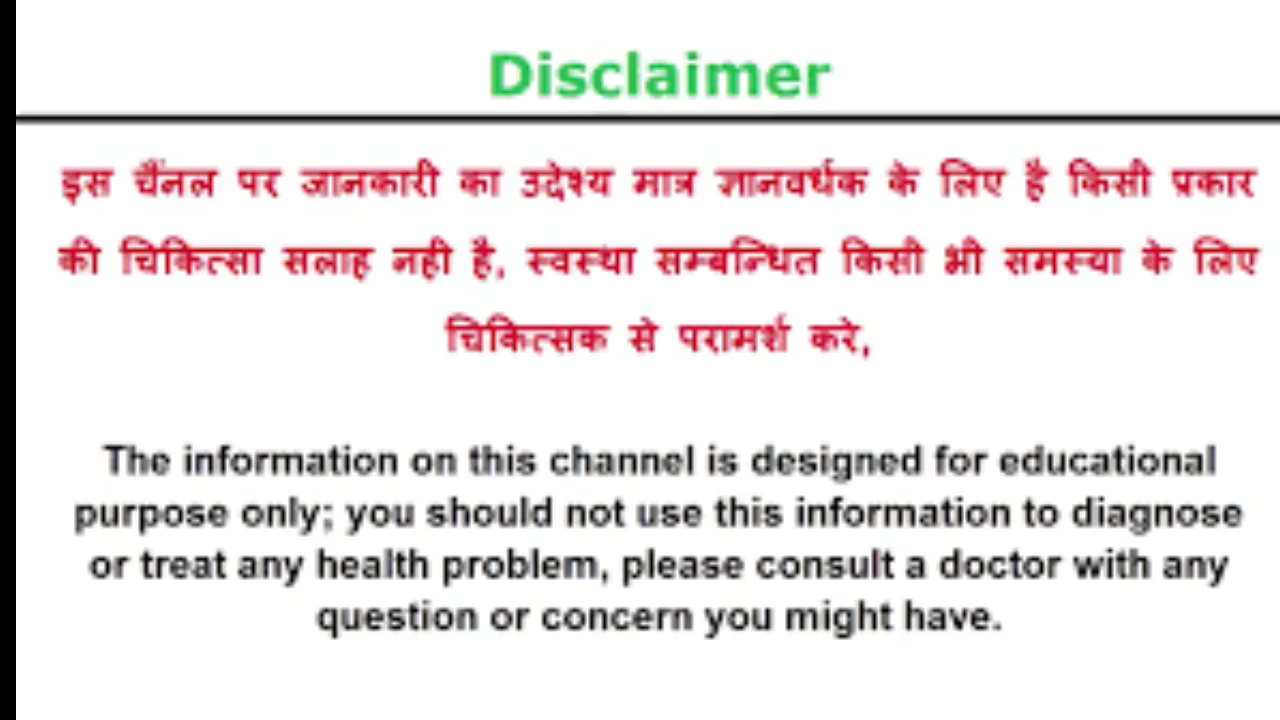 Disclaimer
इस चैंनल पर जानकारी का उद्देश्य मात्र ज्ञानवर्धक के लिए है किसी प्रकार
की चिकित्सा सलाह नही है, स्वस्था सम्बन्धित किसी भी समस्या के लिए
चिकित्सक से परामर्श करे,
The information on this channel is designed for educational
purpose only; you should not use this information to diagnose
or treat any health problem, please consult a doctor with any
question or concern you might have.